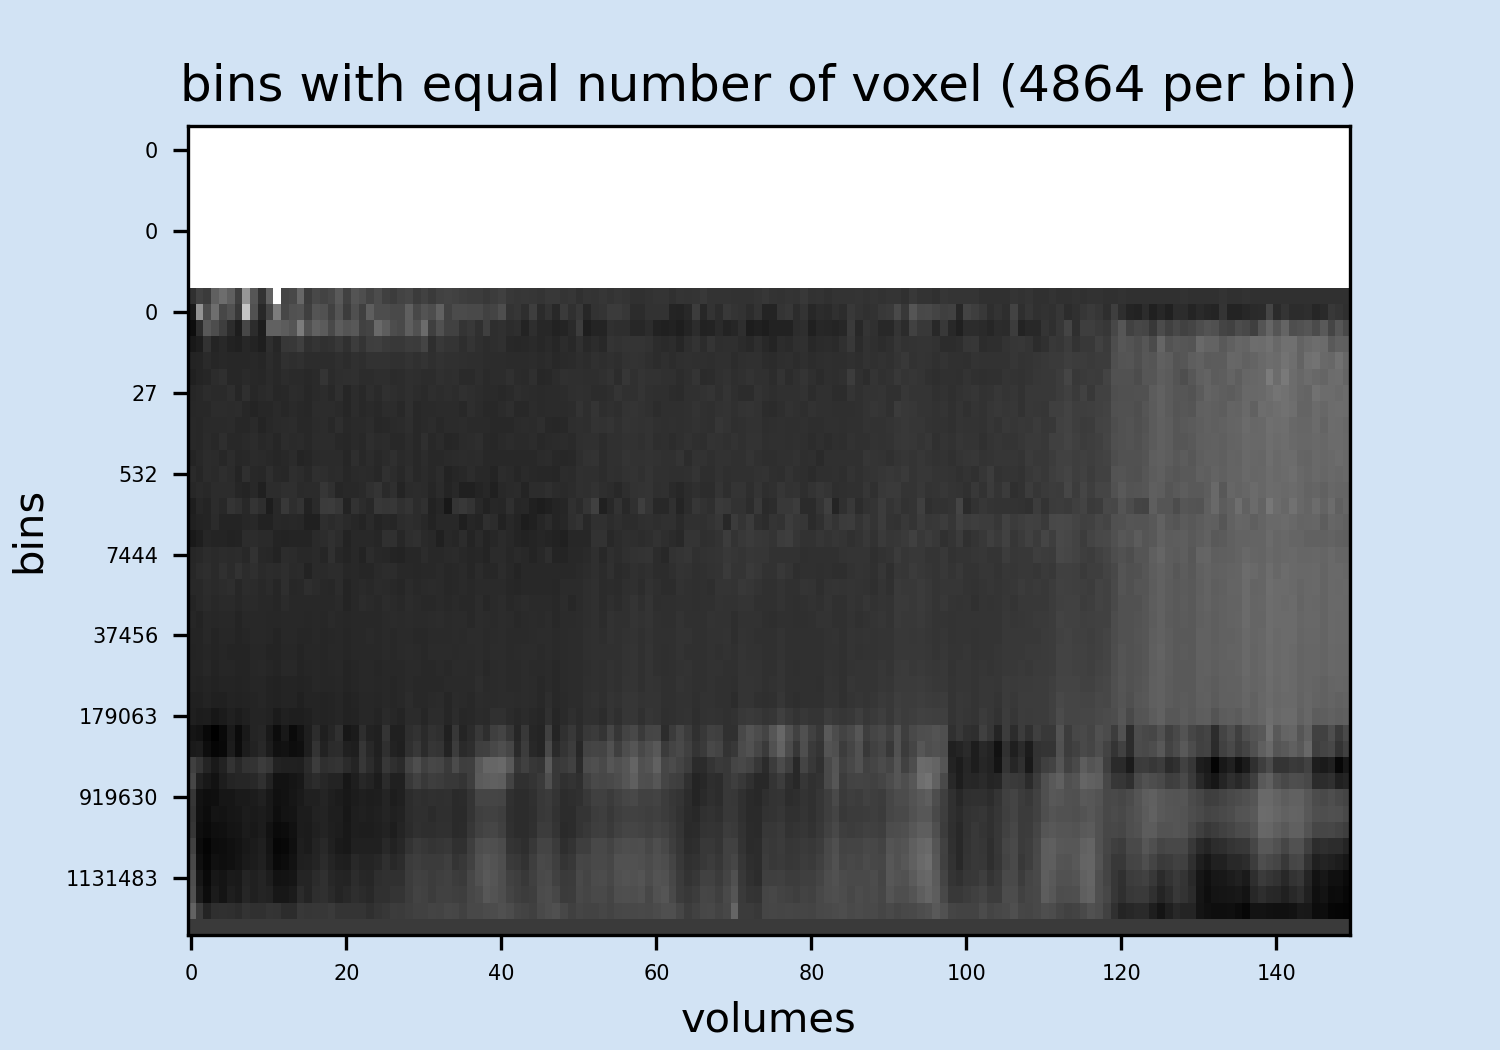 bins with equal number of voxel (4864 per bin)
0
0
0
27
532
7444
37456
179063
919630
1131483
bins
0 20 40 60 80 100 120 140
volumes